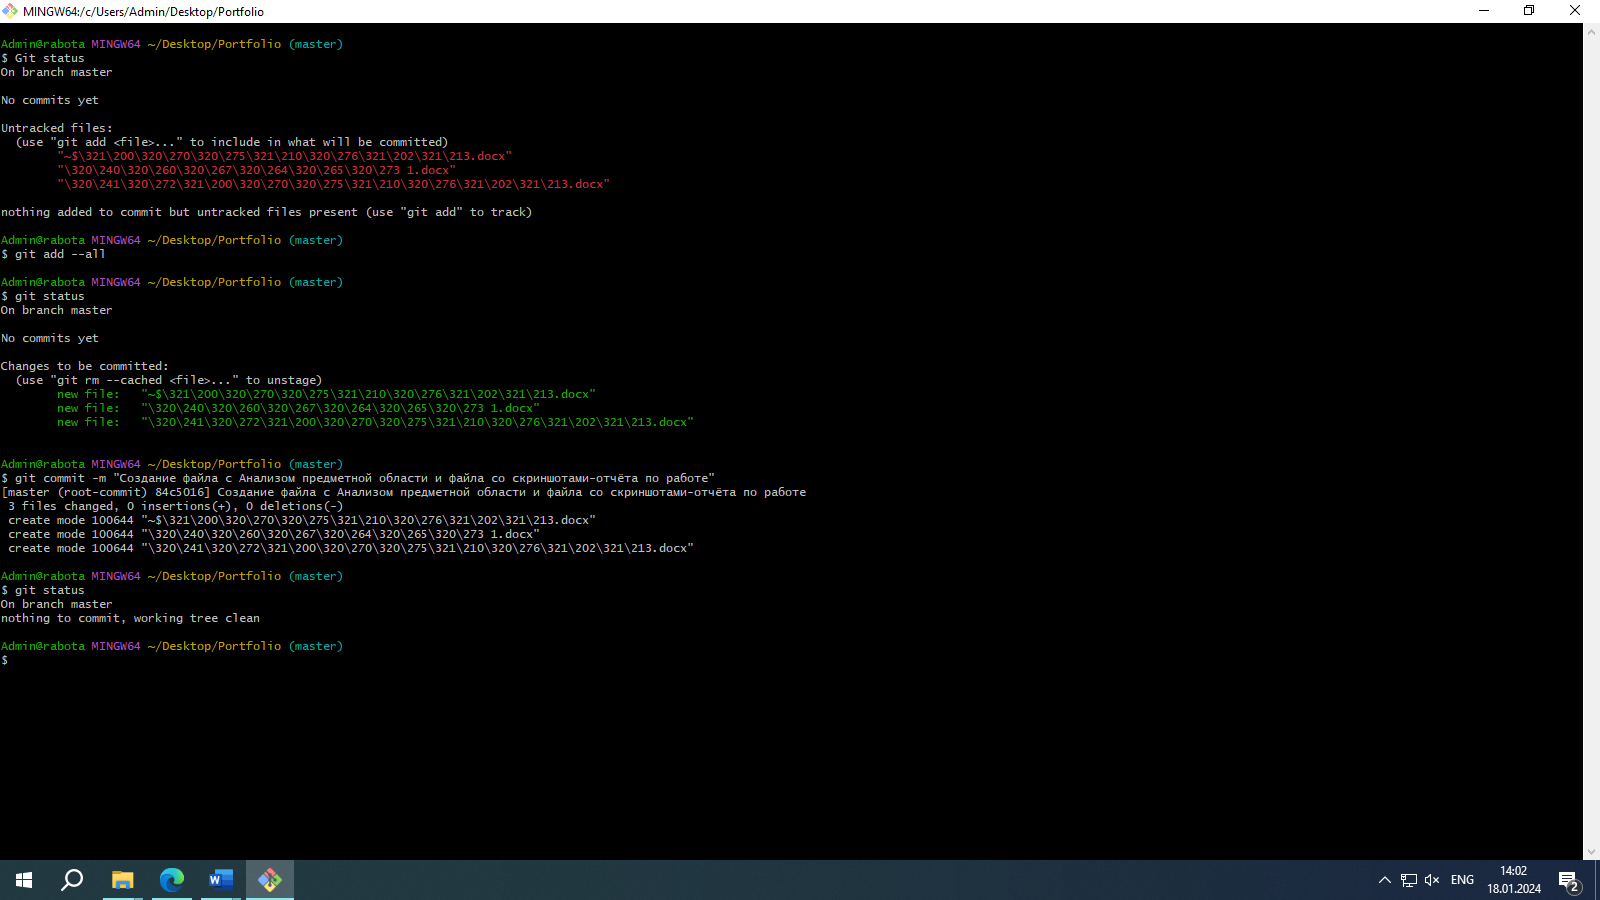 MINGW64:/c/Users/Admin/Desktop/Portfolio
Admin@rabota MINGW64 ~/Desktop/Portfolio (master)
$ Git status
On branch master
No commits yet
Untracked files:
(use "git add <file>..." to include in what will be committed)
"~$\321\200\320\270\320\275\321\210\320\276\321\202\321\213.docx"
"\320\240\320\260\320\267\320\264\320\265\320\273 1.docx"
"\320\241\320\272\321\200\320\270\320\275\321\210\320\276\321\202\321\213.docx"
nothing added to commit but untracked files present (use "git add" to track)
Admin@rabota MINGW64 ~/Desktop/Portfolio (master)
$ git add --all
Admin@rabota MINGW64 ~/Desktop/Portfolio (master)
$ git status
On branch master
No commits yet
Changes to be committed:
(use "git rm --cached <file>..." to unstage)
new file:   "~$\321\200\320\270\320\275\321\210\320\276\321\202\321\213.docx"
new file:   "\320\240\320\260\320\267\320\264\320\265\320\273 1.docx"
new file:   "\320\241\320\272\321\200\320\270\320\275\321\210\320\276\321\202\321\213.docx"
Admin@rabota MINGW64 ~/Desktop/Portfolio (master)
$ git commit -m "Создание файла с Анализом предметной области и файла со скриншотами-отчёта по работе"
[master (root-commit) 84c5016] Создание файла с Анализом предметной области и файла со скриншотами-отчёта по работе
3 files changed, 0 insertions(+), 0 deletions(-)
create mode 100644 "~$\321\200\320\270\320\275\321\210\320\276\321\202\321\213.docx"
create mode 100644 "\320\240\320\260\320\267\320\264\320\265\320\273 1.docx"
create mode 100644 "\320\241\320\272\321\200\320\270\320\275\321\210\320\276\321\202\321\213.docx"
Admin@rabota MINGW64 ~/Desktop/Portfolio (master)
$ git status
On branch master
nothing to commit, working tree clean
Admin@rabota MINGW64 ~/Desktop/Portfolio (master)
$
ENG
14:02
18.01.2024
2